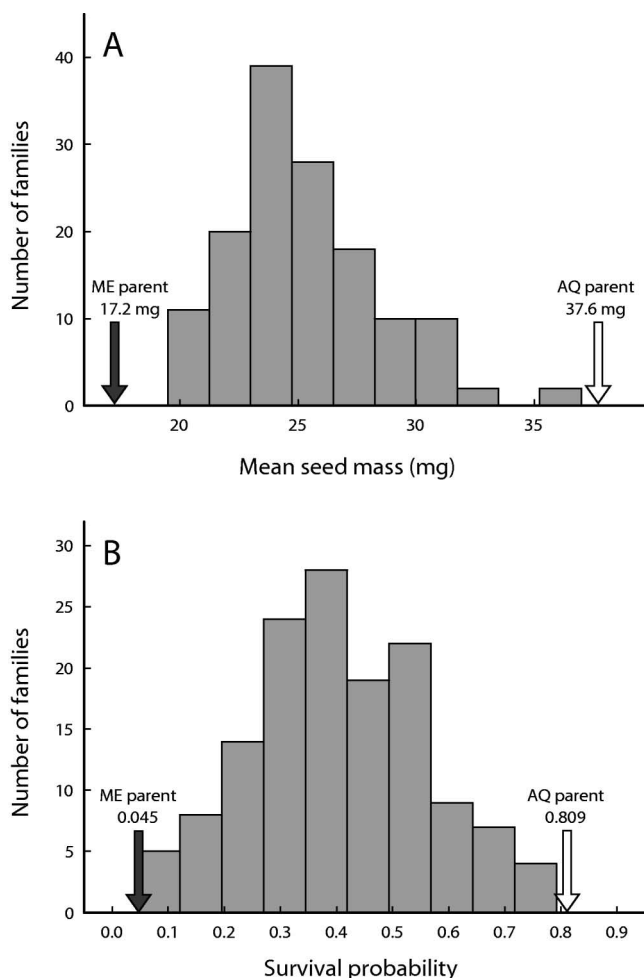 A
Number of families
40
30
20
10
0
ME parent
17.2 mg
AQ parent
37.6 mg
20 25 30 35
Mean seed mass (mg)
B
Number of families
30
25
20
15
10
5
0
ME parent
0.045
AQ parent
0.809
0.0 0.1 0.2 0.3 0.4 0.5 0.6 0.7 0.8 0.9
Survival probability